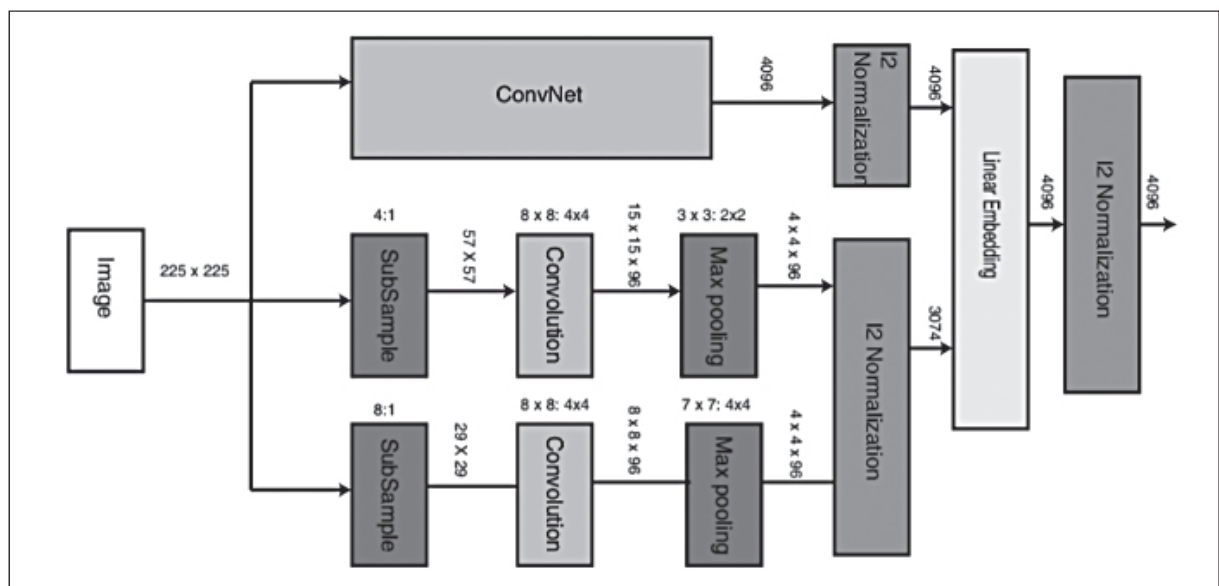 Image
225 x 225
ConvNet
4096
l2
Normalization
4096
4:1
SubSample
57 X 57
8 x 8: 4x4
Convolution
15 x 15 x 96
3 x 3: 2x2
Max pooling
4 x 4 x 96
8:1
SubSample
29 X 29
8 x 8: 4x4
Convolution
8 x 8 x 96
7 x 7: 4x4
Max pooling
4 x 4 x 96
l2 Normalization
3074
Linear Embedding
4096
l2 Normalization
4096